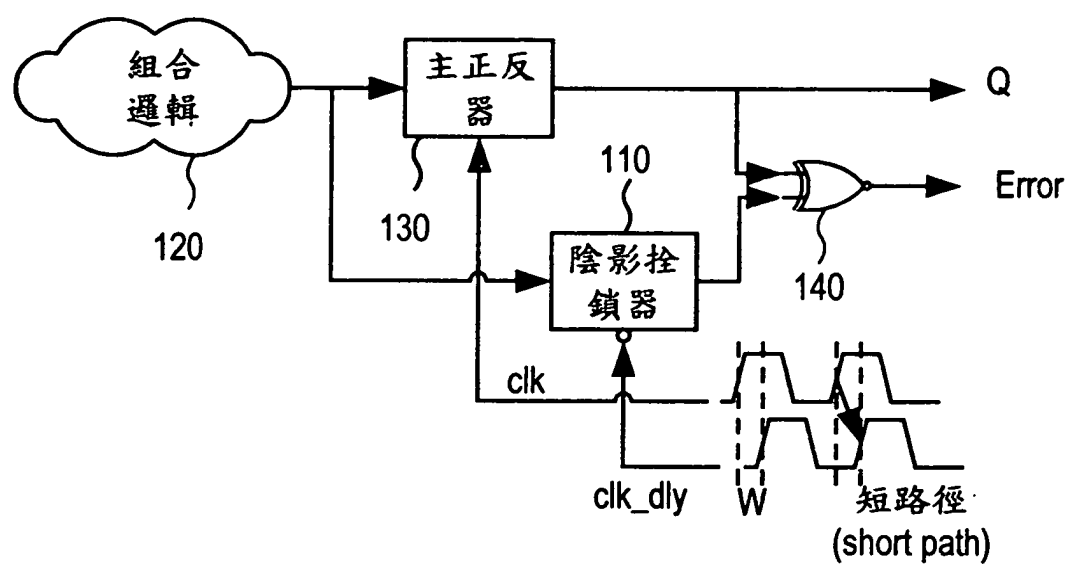 組合
邏輯
120
主正反
器
130
Q
110
Error
140
陰影拴
鎖器
clk
clk_dly
W
短路徑
(short path)